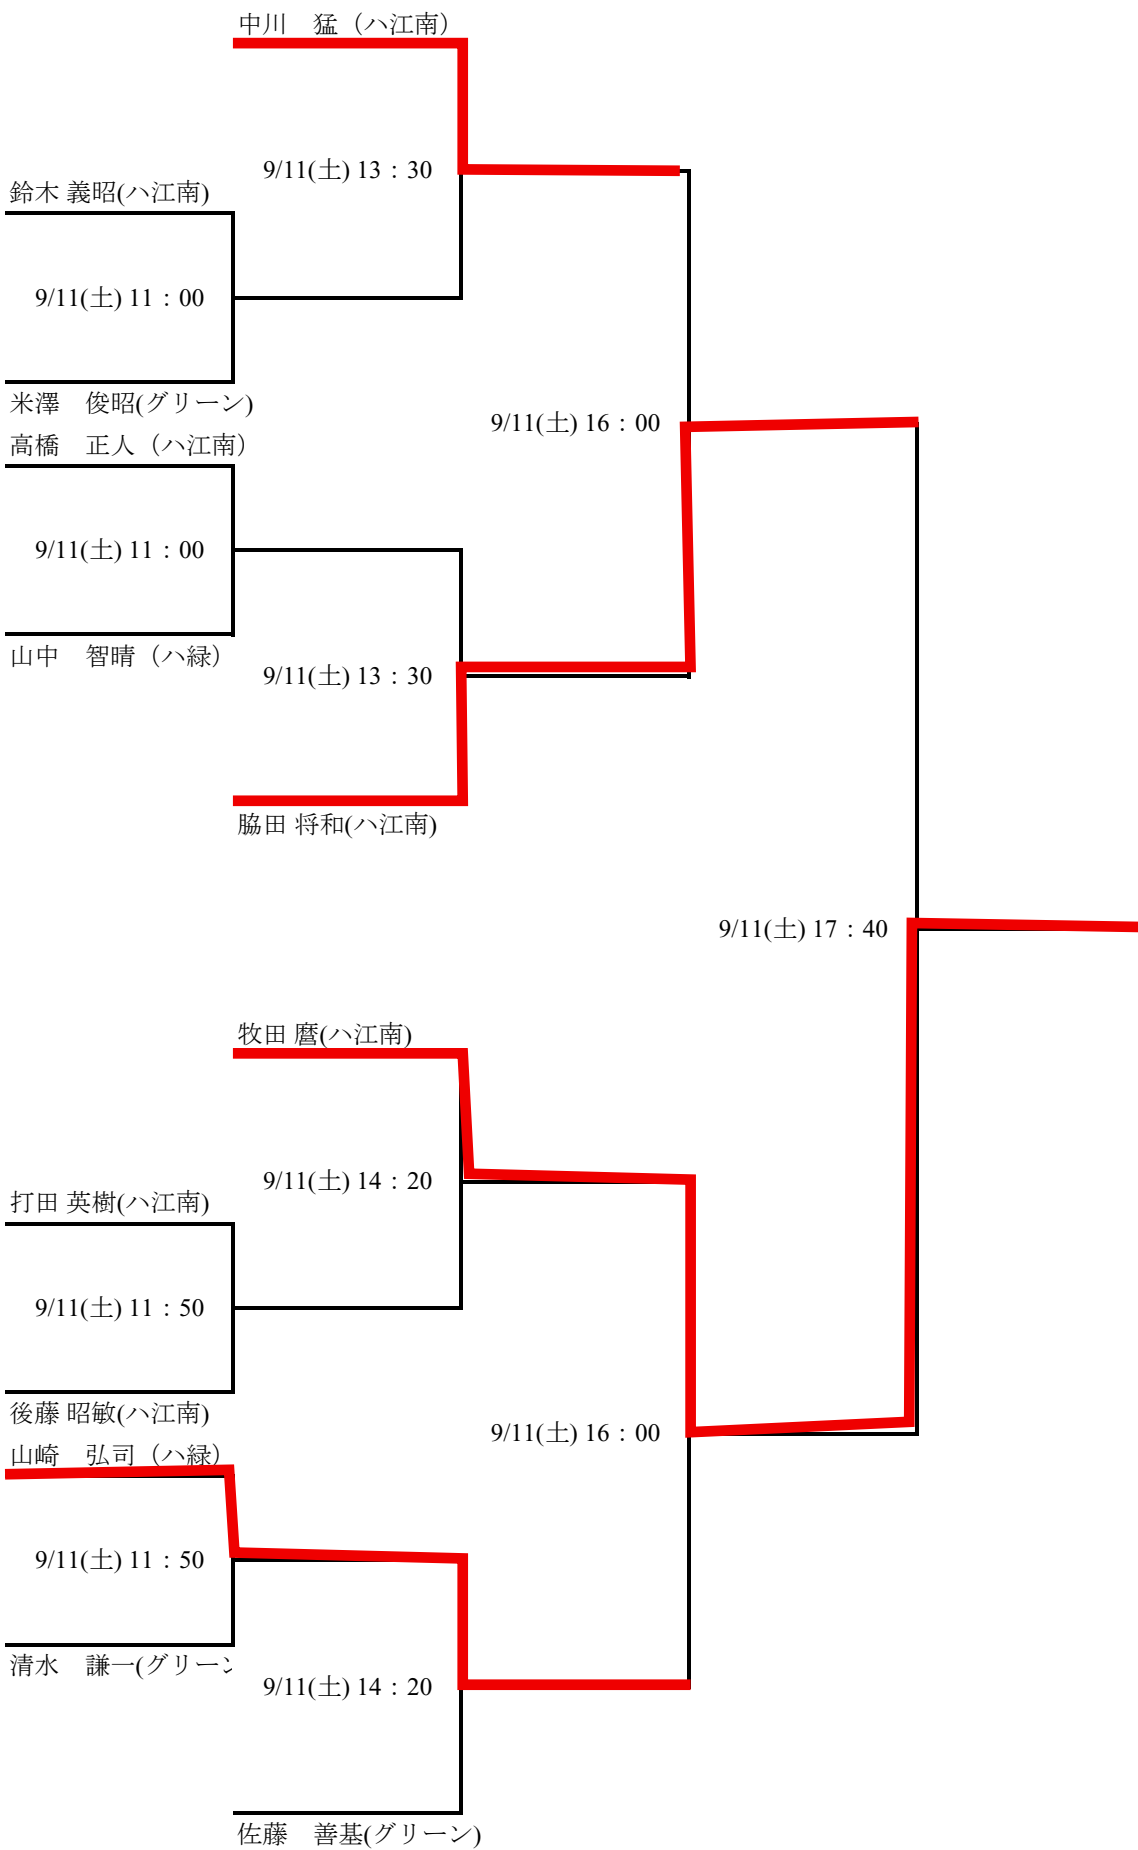 中川　猛（ハ江南）
9/11(土) 13：30
鈴木 義昭(ハ江南)
9/11(土) 11：00
米澤　俊昭(グリーン)
高橋　正人（ハ江南）
9/11(土) 16：00
9/11(土) 11：00
山中　智晴（ハ緑）
9/11(土) 13：30
脇田 将和(ハ江南)
9/11(土) 17：40
牧田 麿(ハ江南)
9/11(土) 14：20
打田 英樹(ハ江南)
9/11(土) 11：50
後藤 昭敏(ハ江南)
9/11(土) 16：00
山崎　弘司（ハ緑）
9/11(土) 11：50
清水　謙一(グリーン
9/11(土) 14：20
佐藤　善基(グリーン)